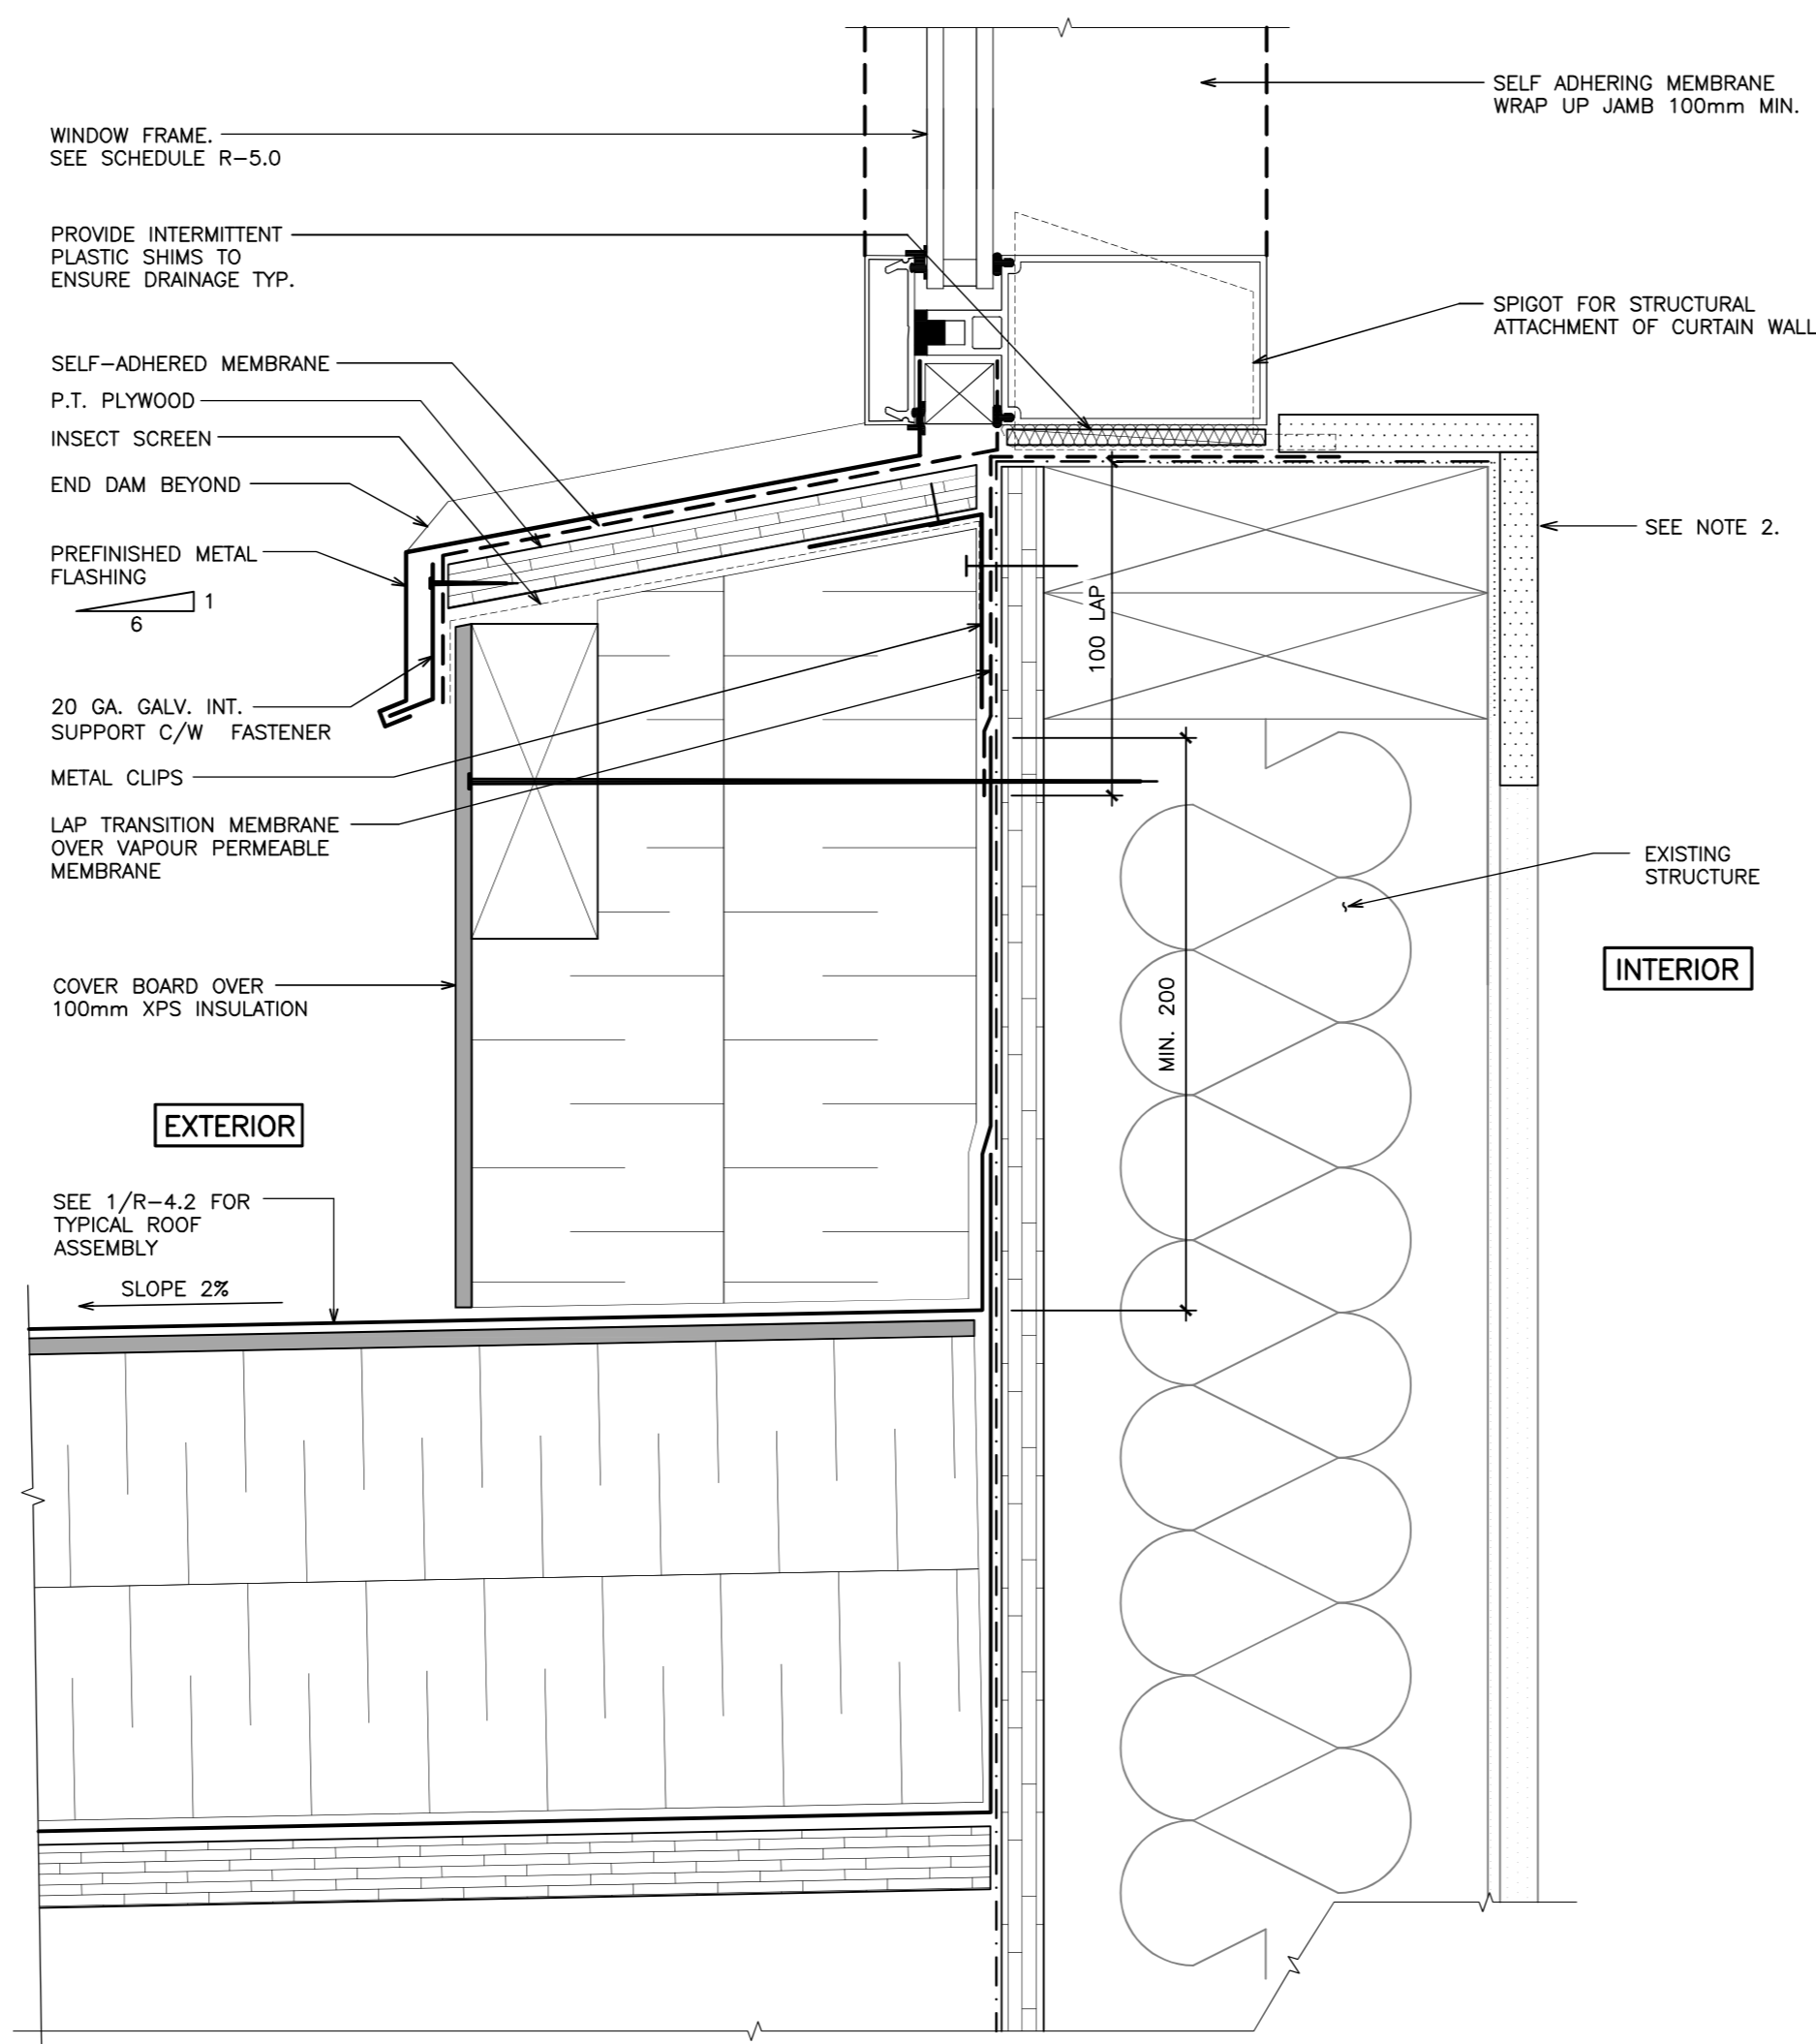 SELF ADHERING MEMBRANE
WRAP UP JAMB 100mm MIN.
WINDOW FRAME.
SEE SCHEDULE R-5.0
PROVIDE INTERMITTENT
PLASTIC SHIMS TO
ENSURE DRAINAGE TYP.
SPIGOT FOR STRUCTURAL
ATTACHMENT OF CURTAIN WALL
SELF-ADHERED MEMBRANE
P.T. PLYWOOD
INSECT SCREEN
END DAM BEYOND
SEE NOTE 2.
PREFINISHED METAL
FLASHING
1
6
100 LAP
20 GA. GALV. INT.
SUPPORT C/W FASTENER
METAL CLIPS
LAP TRANSITION MEMBRANE
OVER VAPOUR PERMEABLE
MEMBRANE
EXISTING
STRUCTURE
INTERIOR
COVER BOARD OVER
100mm XPS INSULATION
MIN. 200
EXTERIOR
SEE 1/R-4.2 FOR
TYPICAL ROOF
ASSEMBLY
SLOPE 2%